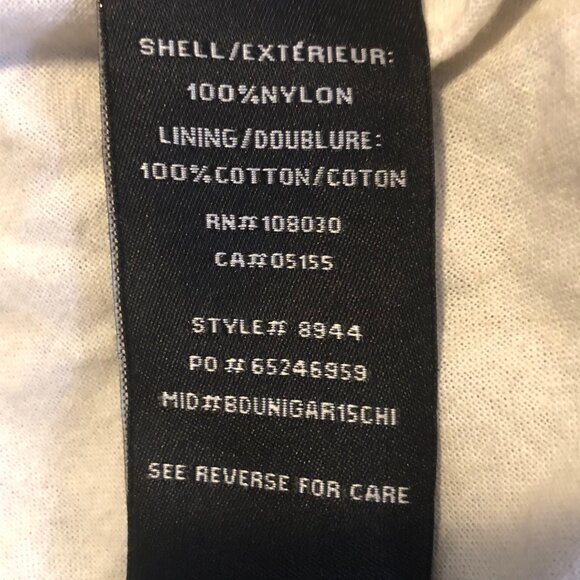 SHELL/EXTÉRIEUR:
100%NYLON
LINING/DOUBLURE:
100%COTTON/COTON
RN#108030
CA#05155
STYLE# 8944
PO # 65246959
MID#BDUNIGAR15CHI
SEE REVERSE FOR CARE